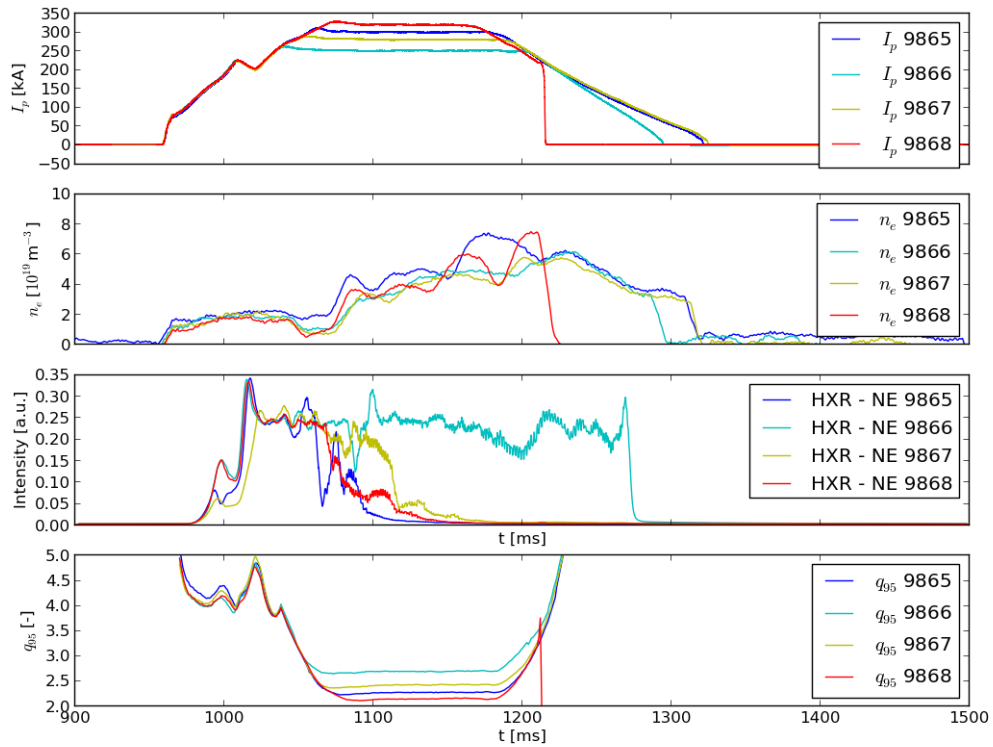 350
300
250
200
150
100
50
0
−50
I_p [kA]
I_p 9865
I_p 9866
I_p 9867
I_p 9868
10
8
6
4
2
0
n_e [10^19 m^−3]
n_e 9865
n_e 9866
n_e 9867
n_e 9868
0.35
0.30
0.25
0.20
0.15
0.10
0.05
0.00
Intensity [a.u.]
HXR - NE 9865
HXR - NE 9866
HXR - NE 9867
HXR - NE 9868
t [ms]
5.0
4.5
4.0
3.5
3.0
2.5
2.0
q_95 [-]
q_95 9865
q_95 9866
q_95 9867
q_95 9868
900 1000 1100 1200 1300 1400 1500
t [ms]